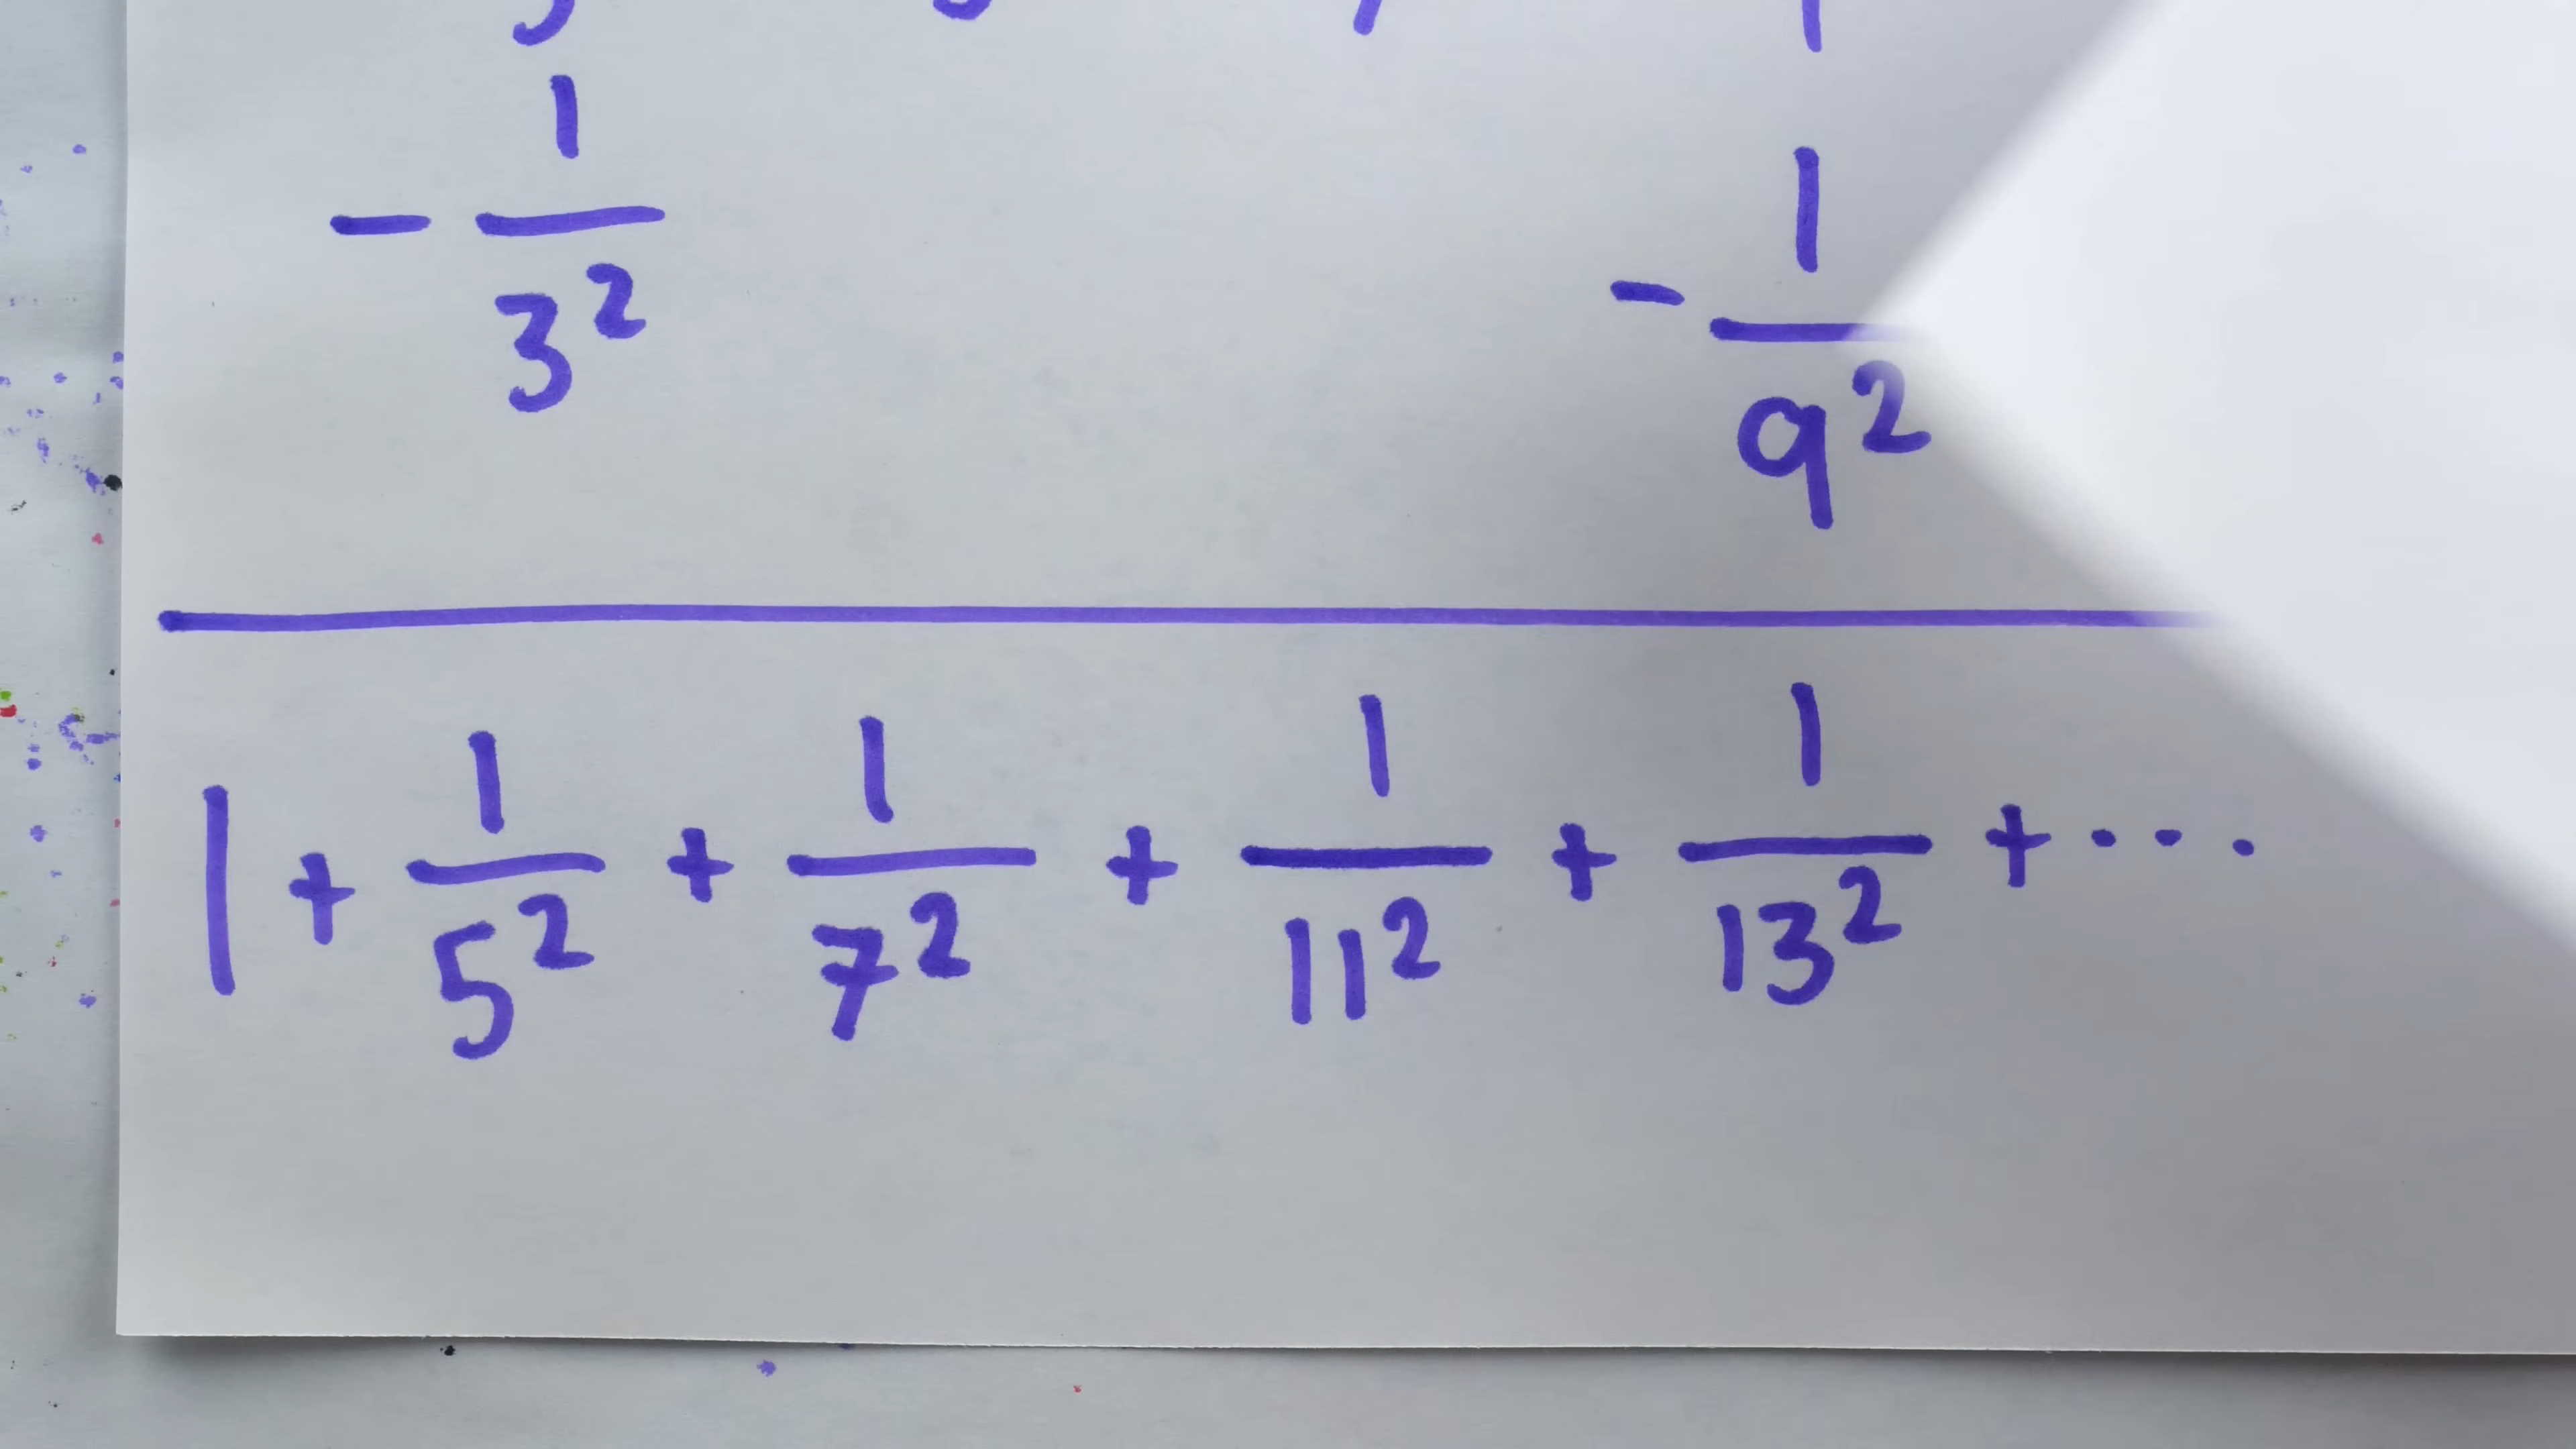 - 1/3² - 1/9²
1 + 1/5² + 1/7² + 1/11² + 1/13² + ...